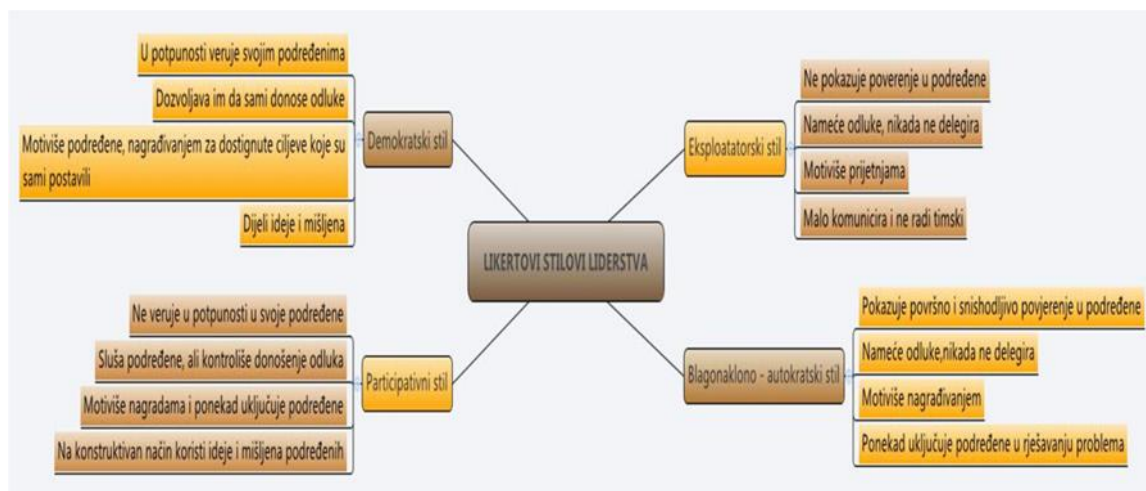 LIKERTOVI STILOVI LIDERSTVA
Demokratski stil
U potpunosti veruje svojim podređenima
Dozvoljava im da sami donose odluke
Motiviše podređene, nagrađivanjem za dostignute ciljeve koje su
sami postavili
Dijeli ideje i mišljena
Eksploatatorski stil
Ne pokazuje poverenje u podređene
Nameće odluke, nikada ne delegira
Motiviše prijetnjama
Malo komunicira i ne radi timski
Participativni stil
Ne veruje u potpunosti u svoje podređene
Sluša podređene, ali kontroliše donošenje odluka
Motiviše nagradama i ponekad uključuje podređene
Na konstruktivan način koristi ideje i mišljena podređenih
Blagonaklono - autokratski stil
Pokazuje površno i snishodljivo povjerenje u podređene
Nameće odluke,nikada ne delegira
Motiviše nagrađivanjem
Ponekad uključuje podređene u rješavanju problema